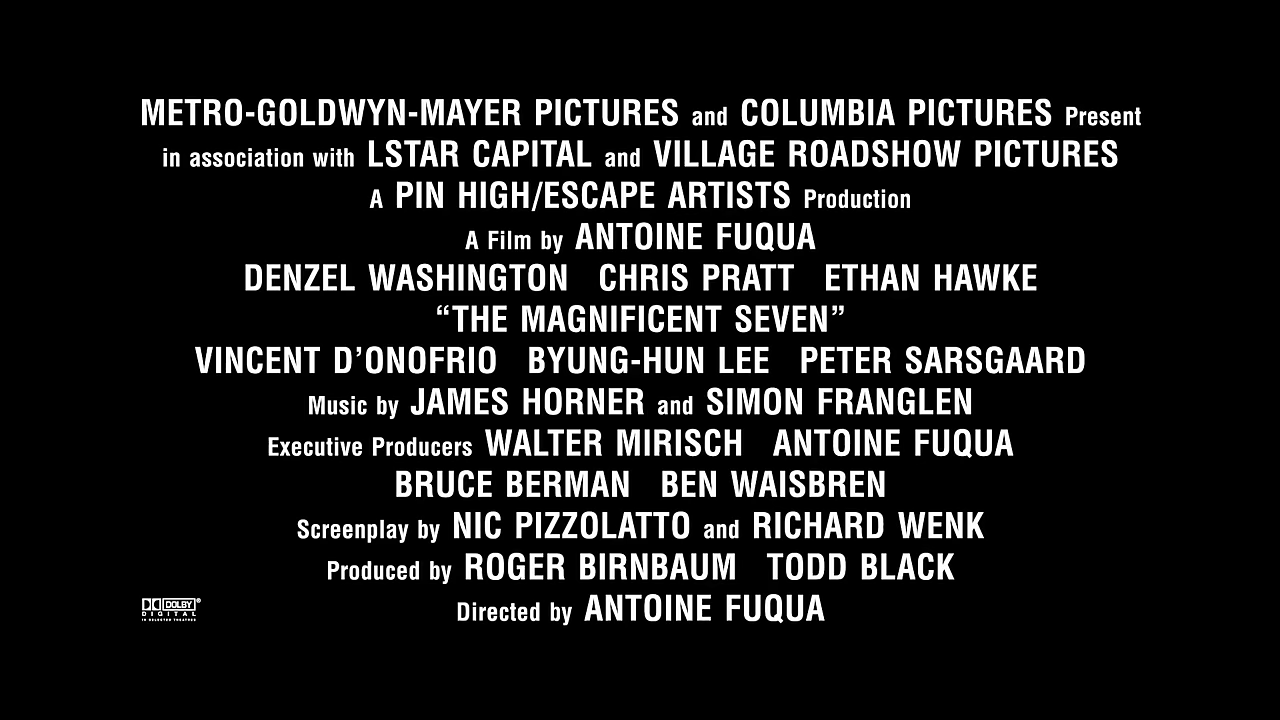 METRO-GOLDWYN-MAYER PICTURES and COLUMBIA PICTURES Present
in association with LSTAR CAPITAL and VILLAGE ROADSHOW PICTURES
A PIN HIGH/ESCAPE ARTISTS Production
A Film by ANTOINE FUQUA
DENZEL WASHINGTON CHRIS PRATT ETHAN HAWKE
“THE MAGNIFICENT SEVEN”
VINCENT D’ONOFRIO BYUNG-HUN LEE PETER SARSGAARD
Music by JAMES HORNER and SIMON FRANGLEN
Executive Producers WALTER MIRISCH ANTOINE FUQUA
BRUCE BERMAN BEN WAISBREN
Screenplay by NIC PIZZOLATTO and RICHARD WENK
Produced by ROGER BIRNBAUM TODD BLACK
Directed by ANTOINE FUQUA
DOLBY®
DIGITAL
IN SELECTED THEATRES